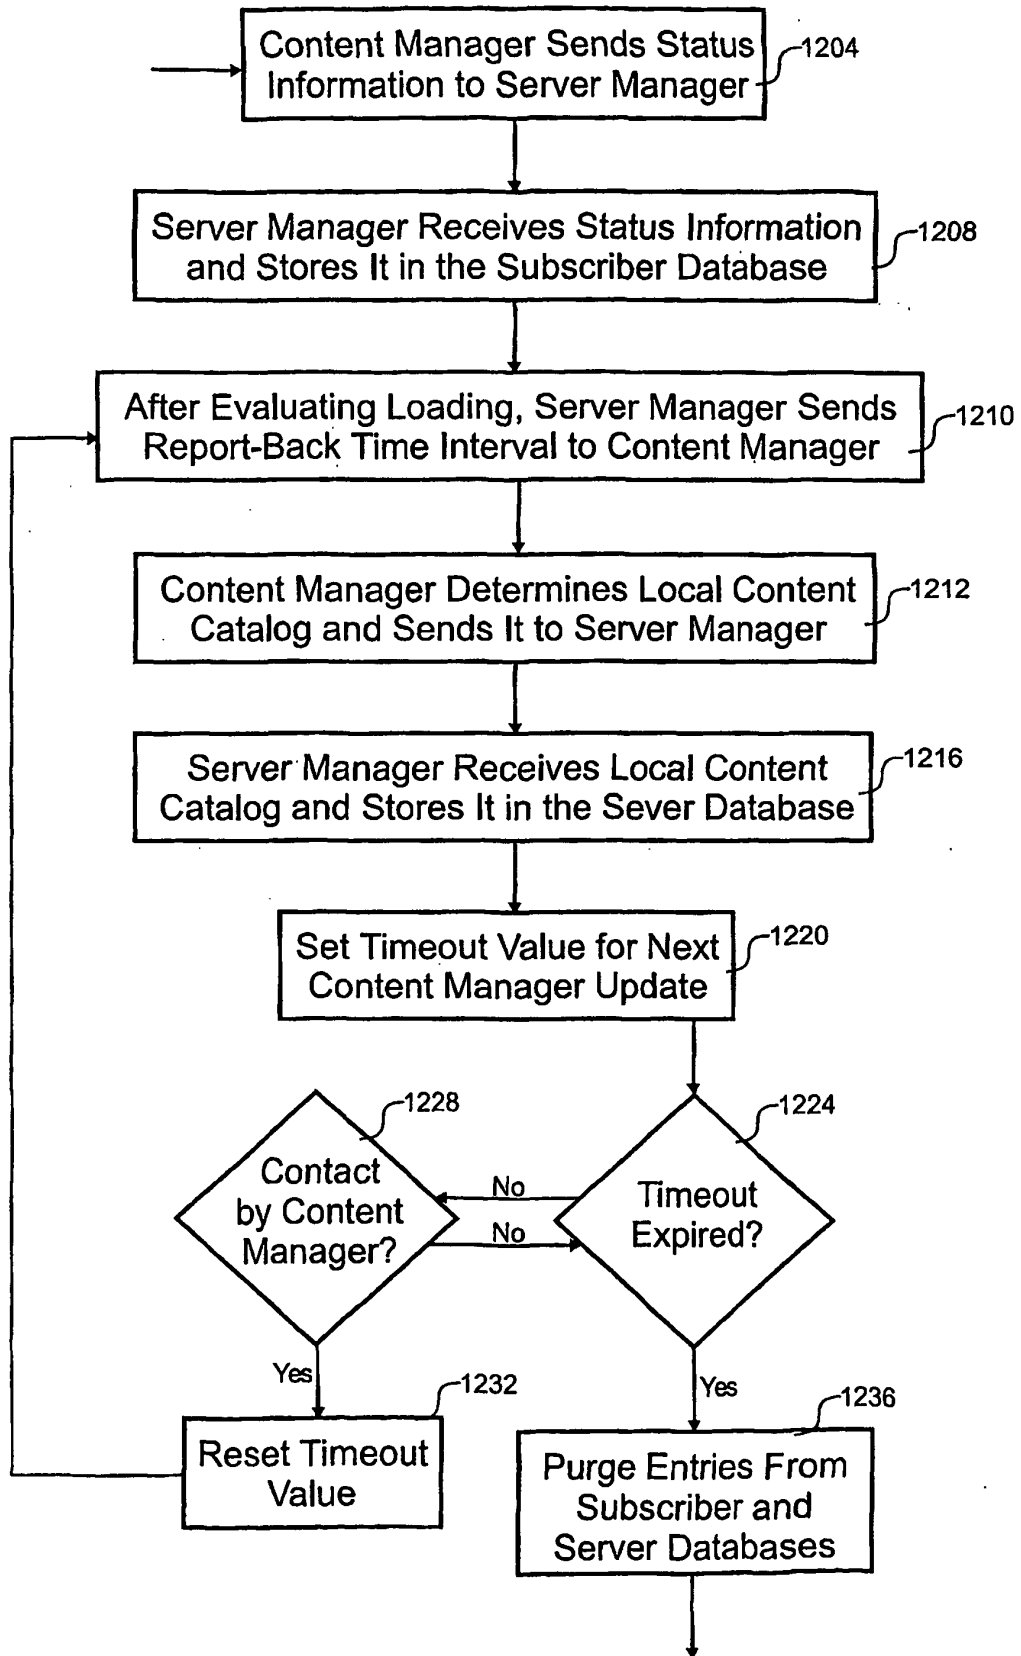 Content Manager Sends Status
Information to Server Manager
1204
Server Manager Receives Status Information
and Stores It in the Subscriber Database
1208
After Evaluating Loading, Server Manager Sends
Report-Back Time Interval to Content Manager
1210
Content Manager Determines Local Content
Catalog and Sends It to Server Manager
1212
Server Manager Receives Local Content
Catalog and Stores It in the Sever Database
1216
Set Timeout Value for Next
Content Manager Update
1220
1228
Contact
by Content
Manager?
No
No
1224
Timeout
Expired?
Yes
1232
Reset Timeout
Value
Yes
1236
Purge Entries From
Subscriber and
Server Databases